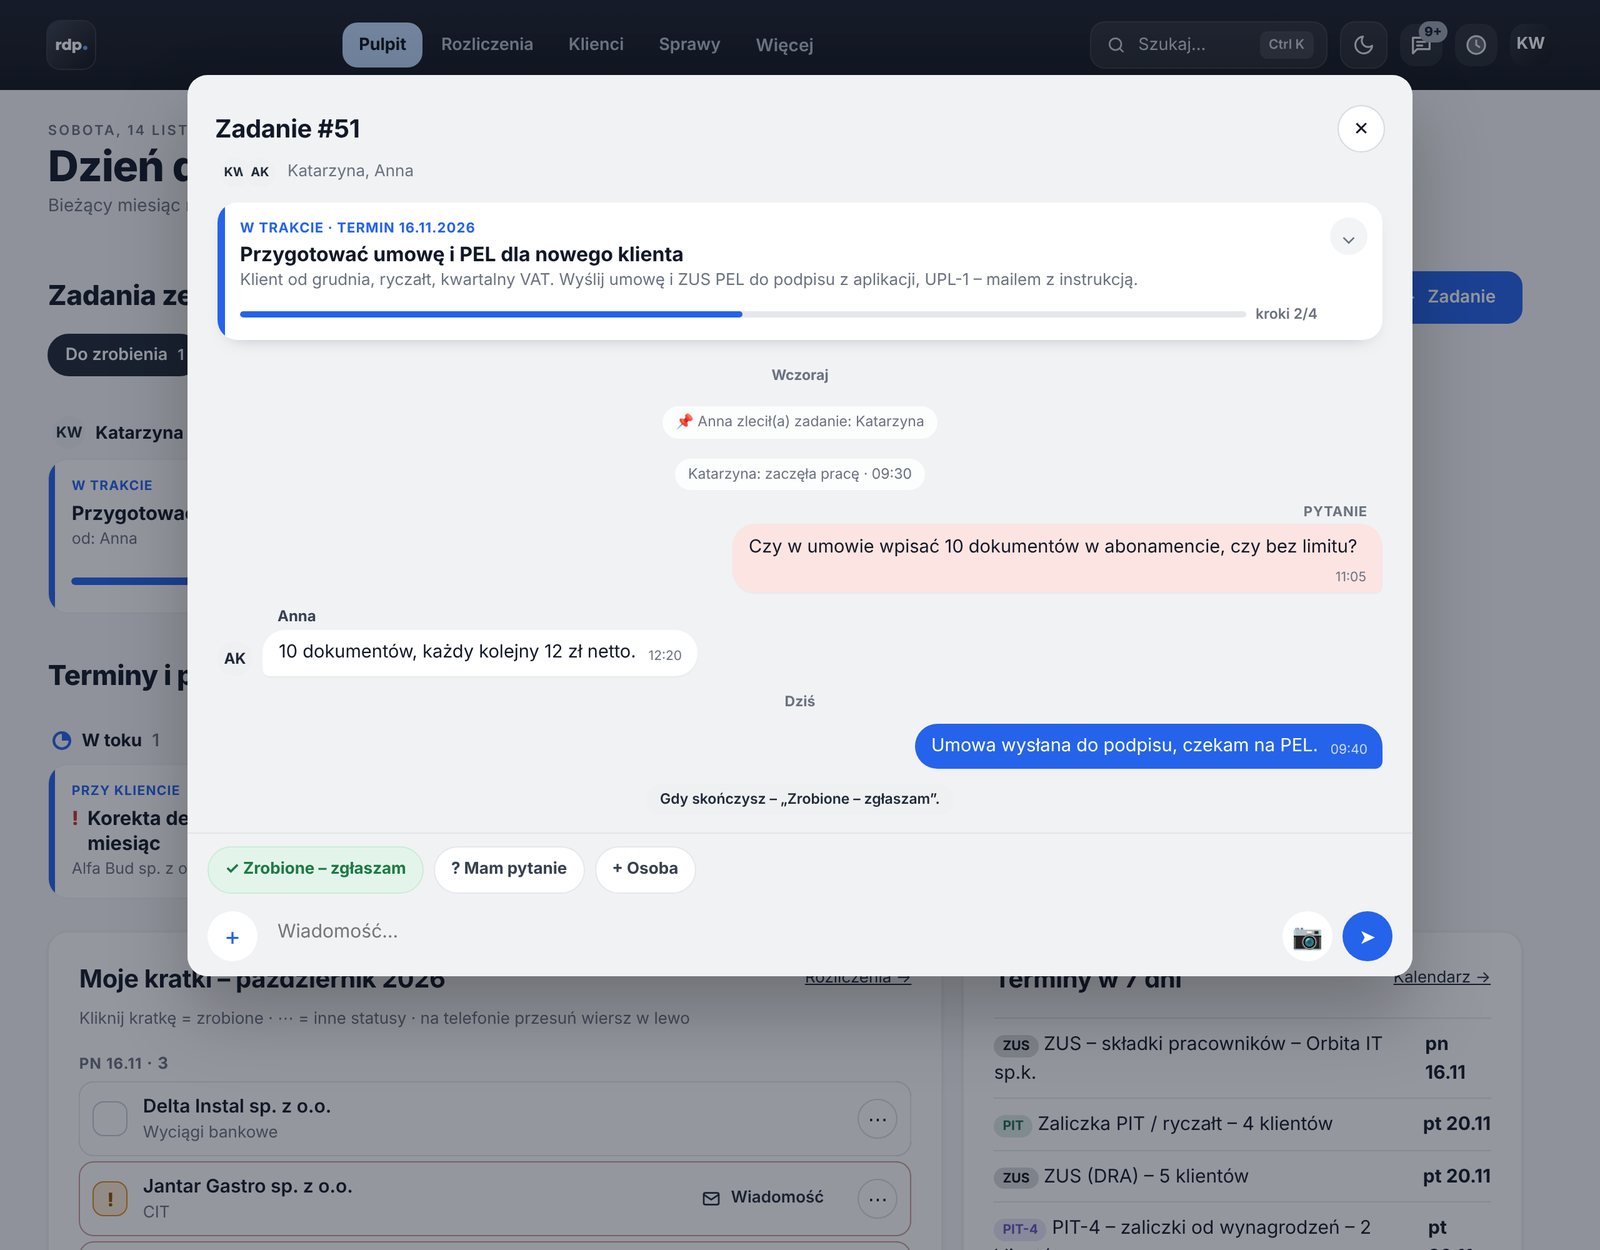 rdp.
Pulpit
Rozliczenia
Klienci
Sprawy
Więcej
Szukaj...
Ctrl K
9+
KW
SOBOTA, 14 LIST
Dzień
Bieżący miesiąc
Zadania
Zadanie
Do zrobienia 1
KW Katarzyna
W TRAKCIE
od: Anna
Terminy i
W toku 1
PRZY KLIENCIE
! Korekta
miesiąc
Alfa Bud sp. z
Zadanie #51
✕
KW AK Katarzyna, Anna
W TRAKCIE · TERMIN 16.11.2026
Przygotować umowę i PEL dla nowego klienta
Klient od grudnia, ryczałt, kwartalny VAT. Wyślij umowę i ZUS PEL do podpisu z aplikacji, UPL-1 – mailem z instrukcją.
kroki 2/4
Wczoraj
📌 Anna zlecił(a) zadanie: Katarzyna
Katarzyna: zaczęła pracę · 09:30
PYTANIE
Czy w umowie wpisać 10 dokumentów w abonamencie, czy bez limitu?
11:05
Anna
AK
10 dokumentów, każdy kolejny 12 zł netto. 12:20
Dziś
Umowa wysłana do podpisu, czekam na PEL. 09:40
Gdy skończysz – „Zrobione – zgłaszam”.
✓ Zrobione – zgłaszam
? Mam pytanie
+ Osoba
+
Wiadomość...
Moje kratki – październik 2026
Rozliczenia →
Kliknij kratkę = zrobione · ··· = inne statusy · na telefonie przesuń wiersz w lewo
PN 16.11 · 3
Delta Instal sp. z o.o.
Wyciągi bankowe
···
!
Jantar Gastro sp. z o.o.
CIT
Wiadomość
···
Terminy w 7 dni
Kalendarz →
ZUS ZUS – składki pracowników – Orbita IT
sp.k.
pn
16.11
PIT Zaliczka PIT / ryczałt – 4 klientów
pt 20.11
ZUS ZUS (DRA) – 5 klientów
pt 20.11
PIT-4 PIT-4 – zaliczki od wynagrodzeń – 2
pt